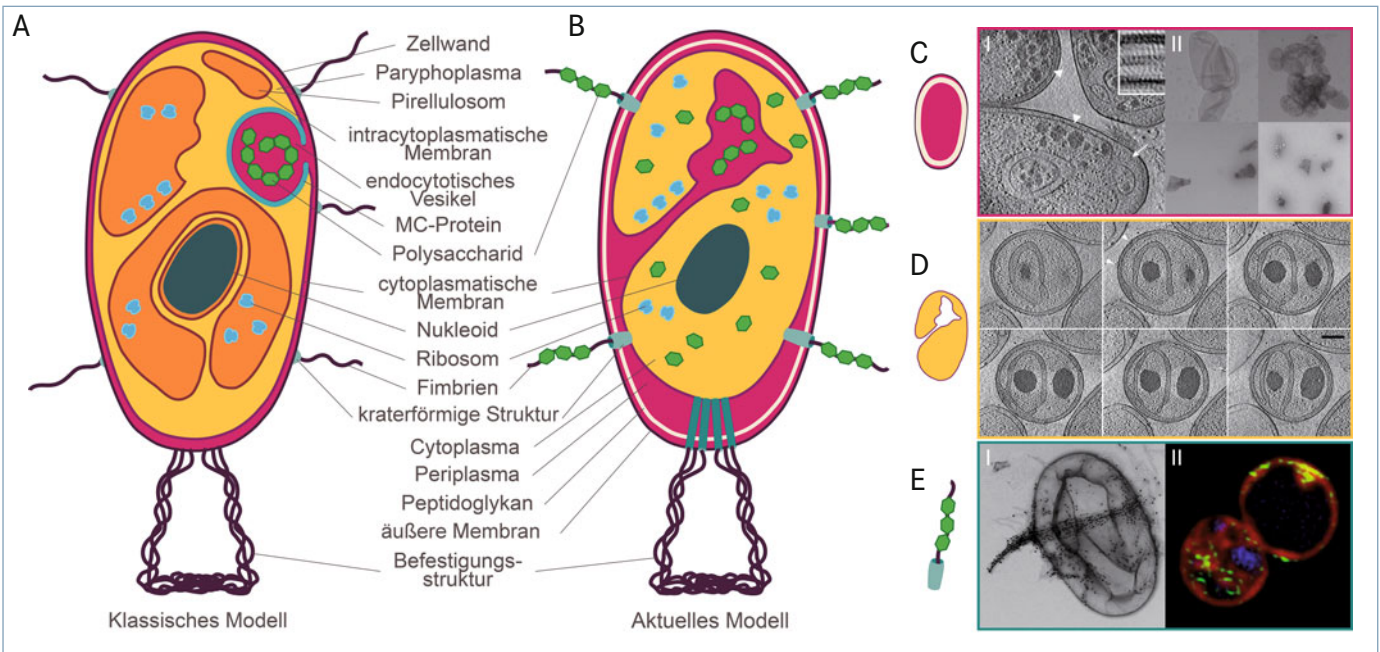 A
B
Zellwand
Paryphoplasma
Pirellulosom
intracytoplasmatische
Membran
endocytotisches
Vesikel
MC-Protein
Polysaccharid
cytoplasmatische
Membran
Nukleoid
Ribosom
Fimbrien
kraterförmige Struktur
Cytoplasma
Periplasma
Peptidoglykan
äußere Membran
Befestigungs-
struktur
Klassisches Modell
Aktuelles Modell
C
I
II
D
E
I
II